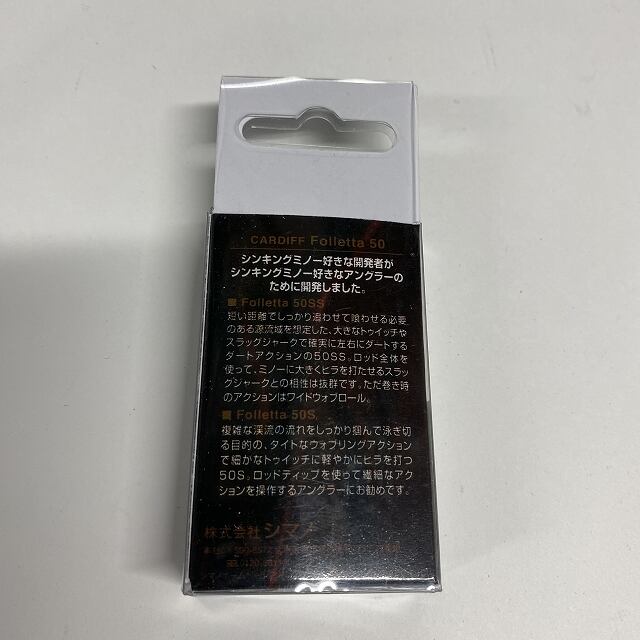 CARDIFF Folletta 50
シンキングミノー好きな開発者が
シンキングミノー好きなアングラーの
ために開発しました。
■ Folletta 50SS
短い距離でしっかり追わせて喰わせる必要
のある源流域を想定した、大きなトゥイッチや
スラッグジャークで確実に左右にダートする
ダートアクションの50SS。ロッド全体を
使って、ミノーに大きくヒラを打たせるスラッ
グジャークとの相性は抜群です。ただ巻き時
のアクションはワイドウォブロール。
■ Folletta 50S
複雑な渓流の流れをしっかり掴んで泳ぎ切
る目的の、タイトなウォブリングアクション
で細かなトゥイッチに軽やかにヒラを打つ
50S。ロッドティップを使って繊細なアク
ションを操作するアングラーにお勧めです。
株式会社 シマノ